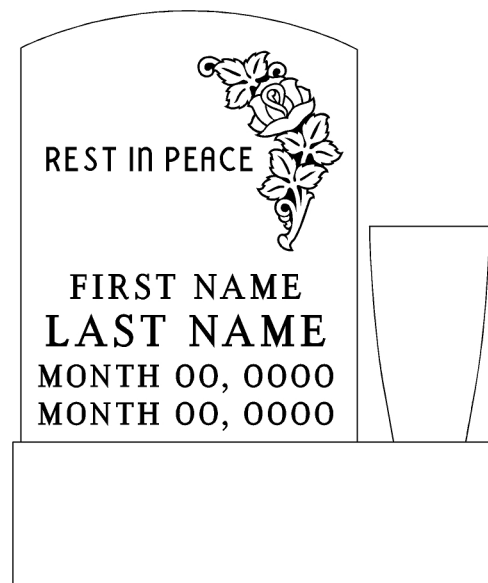 REST IN PEACE
FIRST NAME
LAST NAME
MONTH 00, 0000
MONTH 00, 0000